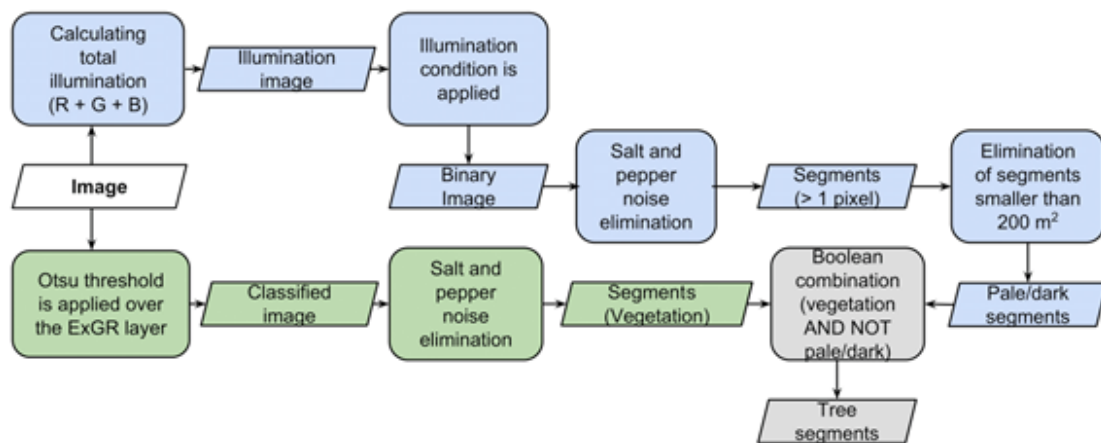 Calculating
total
illumination
(R + G + B)
Illumination
image
Illumination
condition is
applied
Image
Binary
Image
Salt and
pepper
noise
elimination
Segments
(> 1 pixel)
Elimination
of segments
smaller than
200 m²
Otsu threshold
is applied over
the ExGR layer
Classified
image
Salt and
pepper
noise
elimination
Segments
(Vegetation)
Boolean
combination
(vegetation
AND NOT
pale/dark)
Pale/dark
segments
Tree
segments